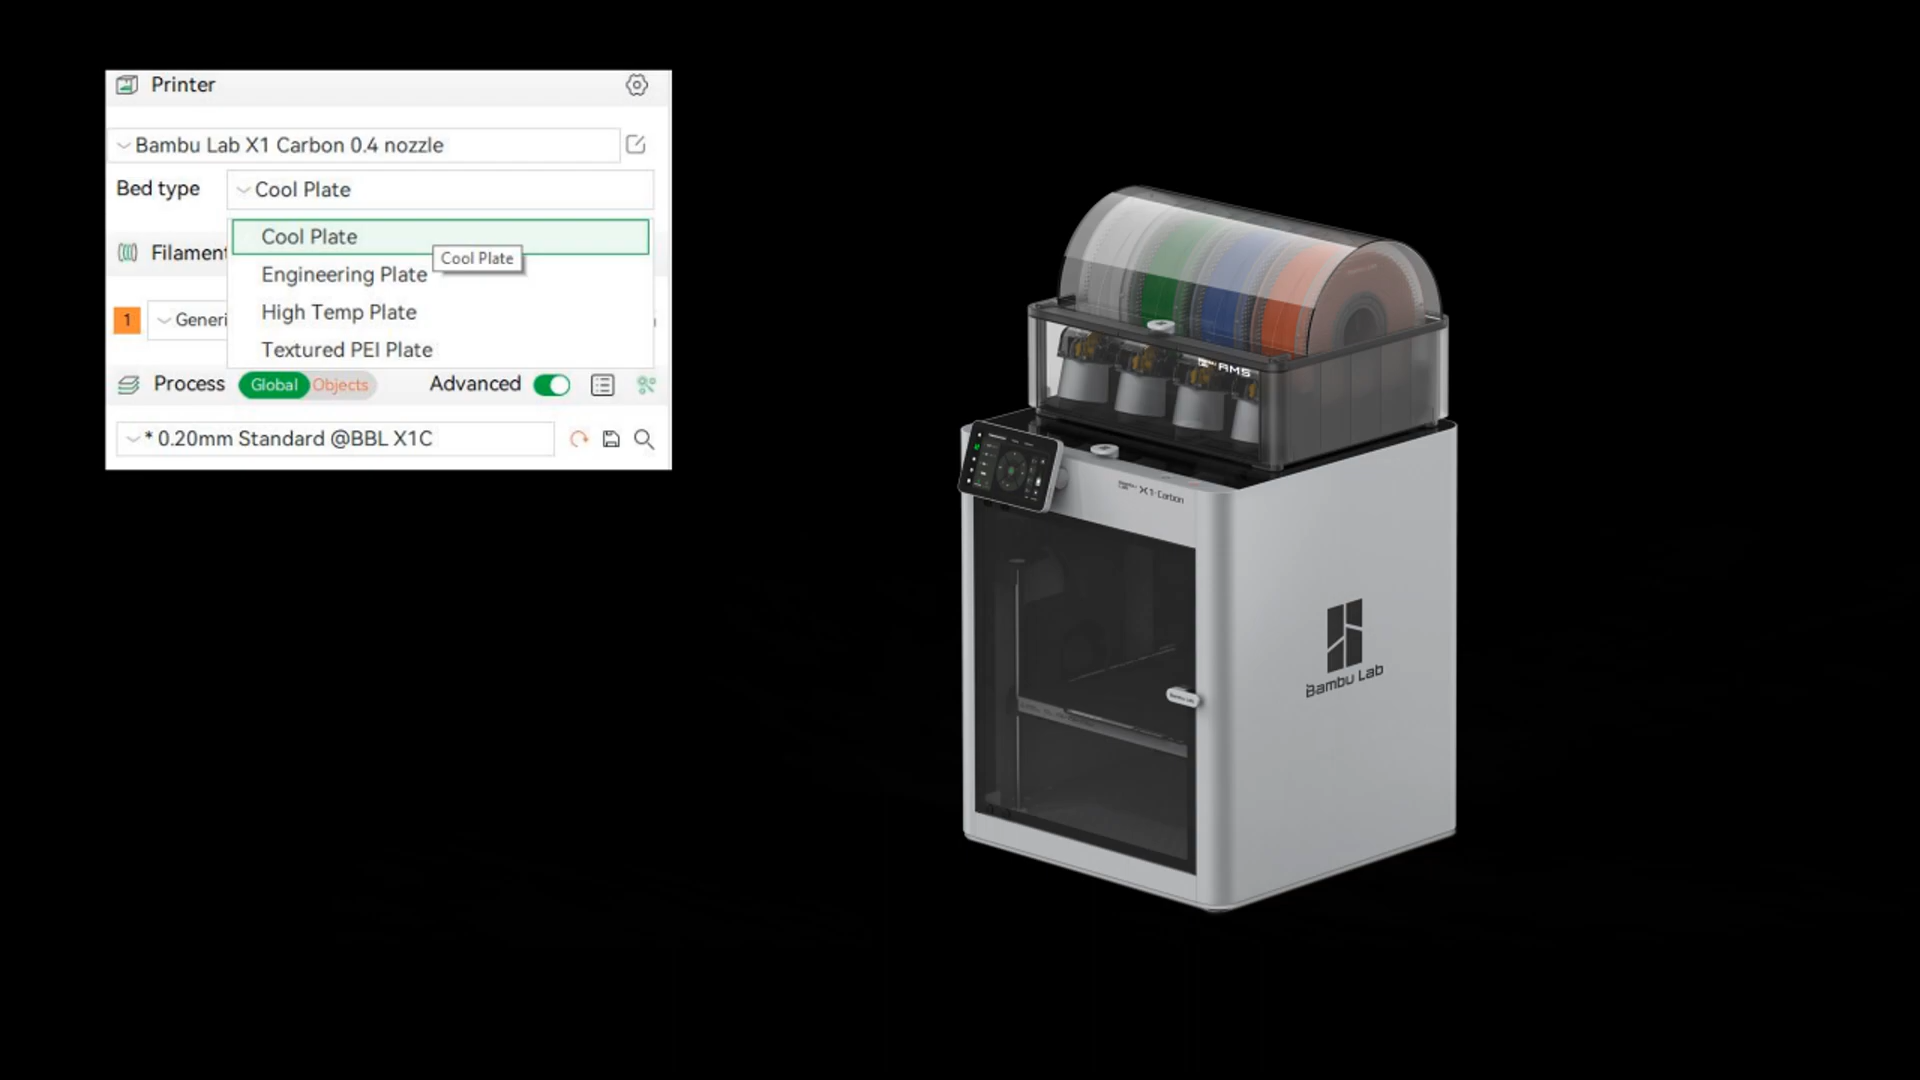 Printer
Bambu Lab X1 Carbon 0.4 nozzle
Bed type
Cool Plate
Cool Plate
Cool Plate
Filament
Engineering Plate
High Temp Plate
1
Generi
Textured PEI Plate
Process
Global
Objects
Advanced
* 0.20mm Standard @BBL X1C
AMS
Bambu Lab X1-Carbon
Bambu Lab